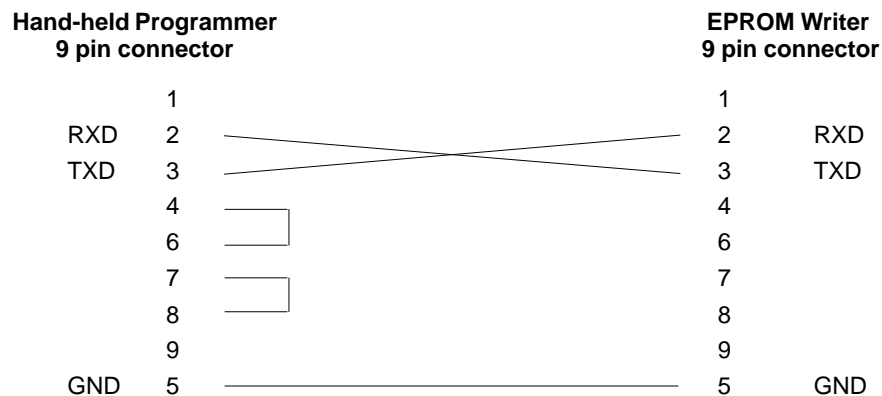 Hand-held Programmer EPROM Writer
9 pin connector 9 pin connector
1 1
RXD 2 2 RXD
TXD 3 3 TXD
4 4
6 6
7 7
8 8
9 9
GND 5 5 GND